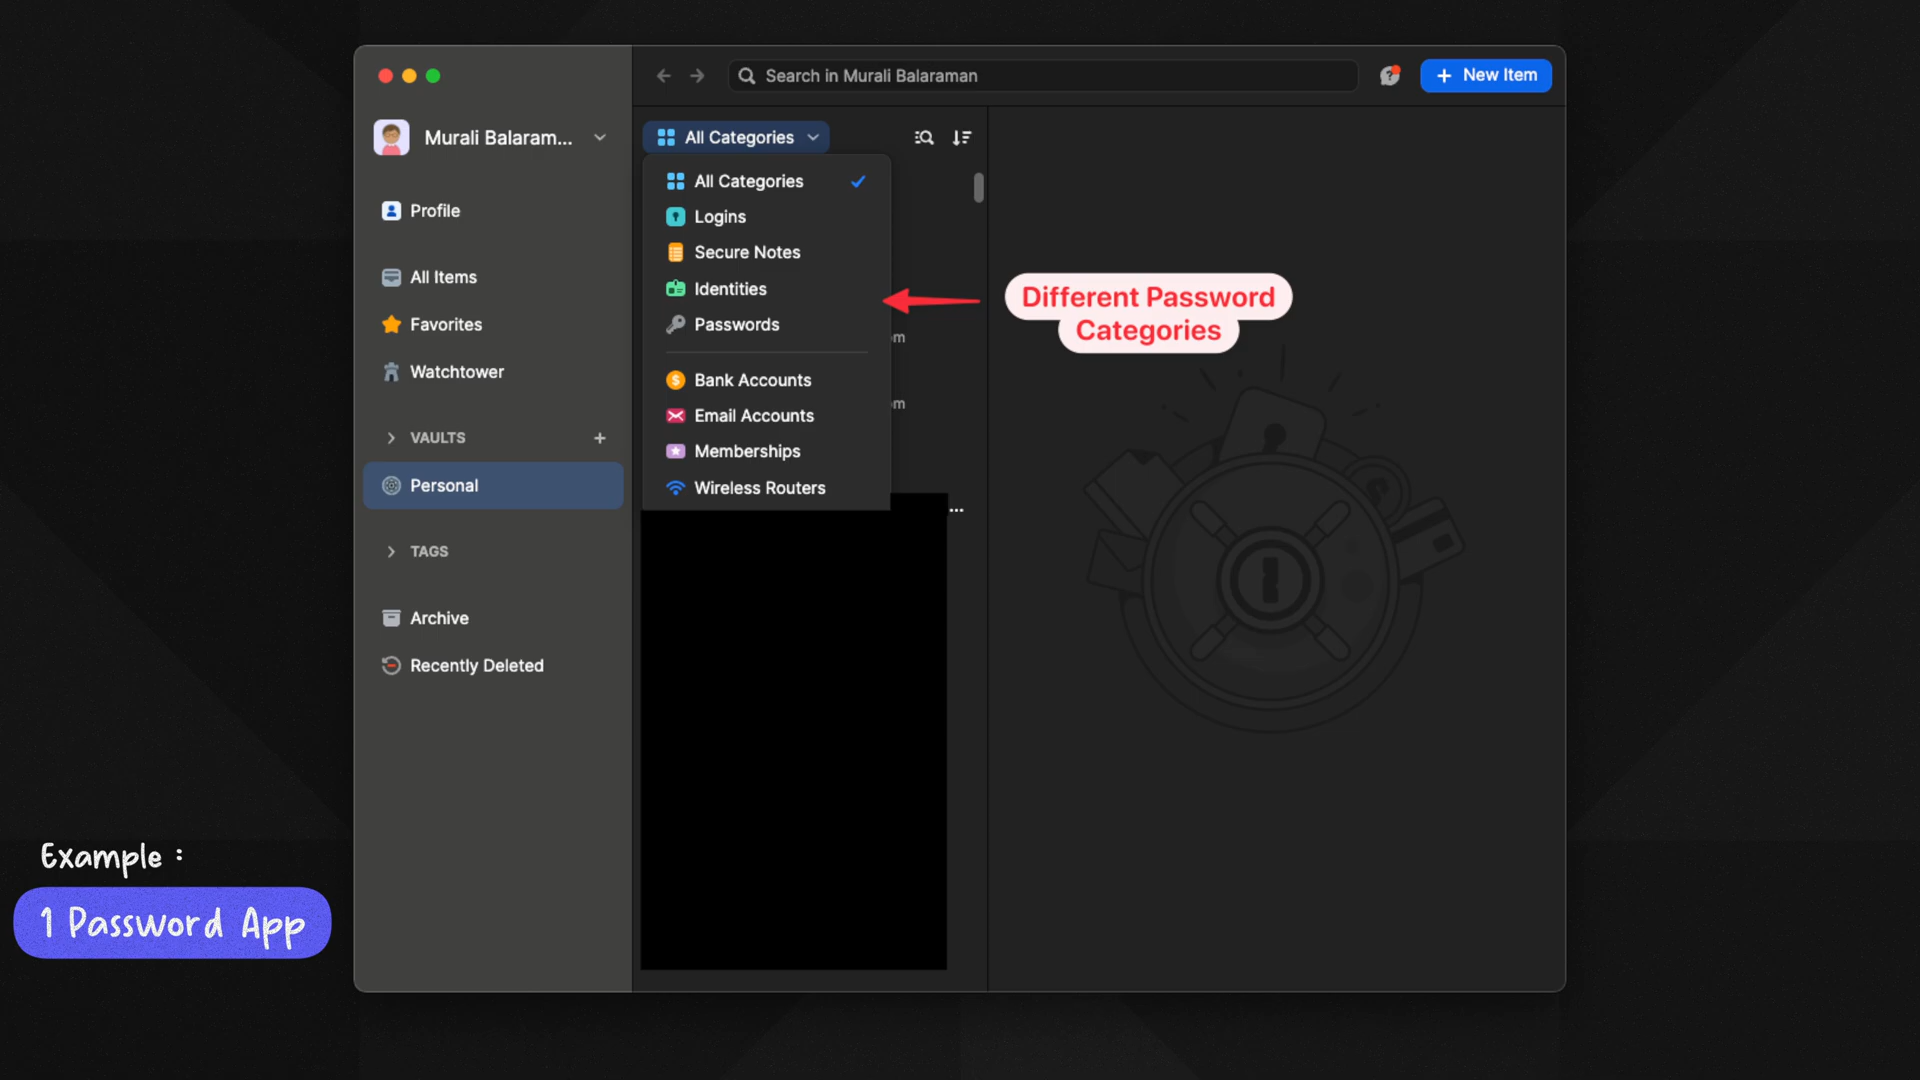 Search in Murali Balaraman
New Item
Murali Balaram...
Profile
All Items
Favorites
Watchtower
VAULTS
Personal
TAGS
Archive
Recently Deleted
All Categories
All Categories
Logins
Secure Notes
Identities
Passwords
Bank Accounts
Email Accounts
Memberships
Wireless Routers
om
om
...
Different Password
Categories
Example :
1 Password App